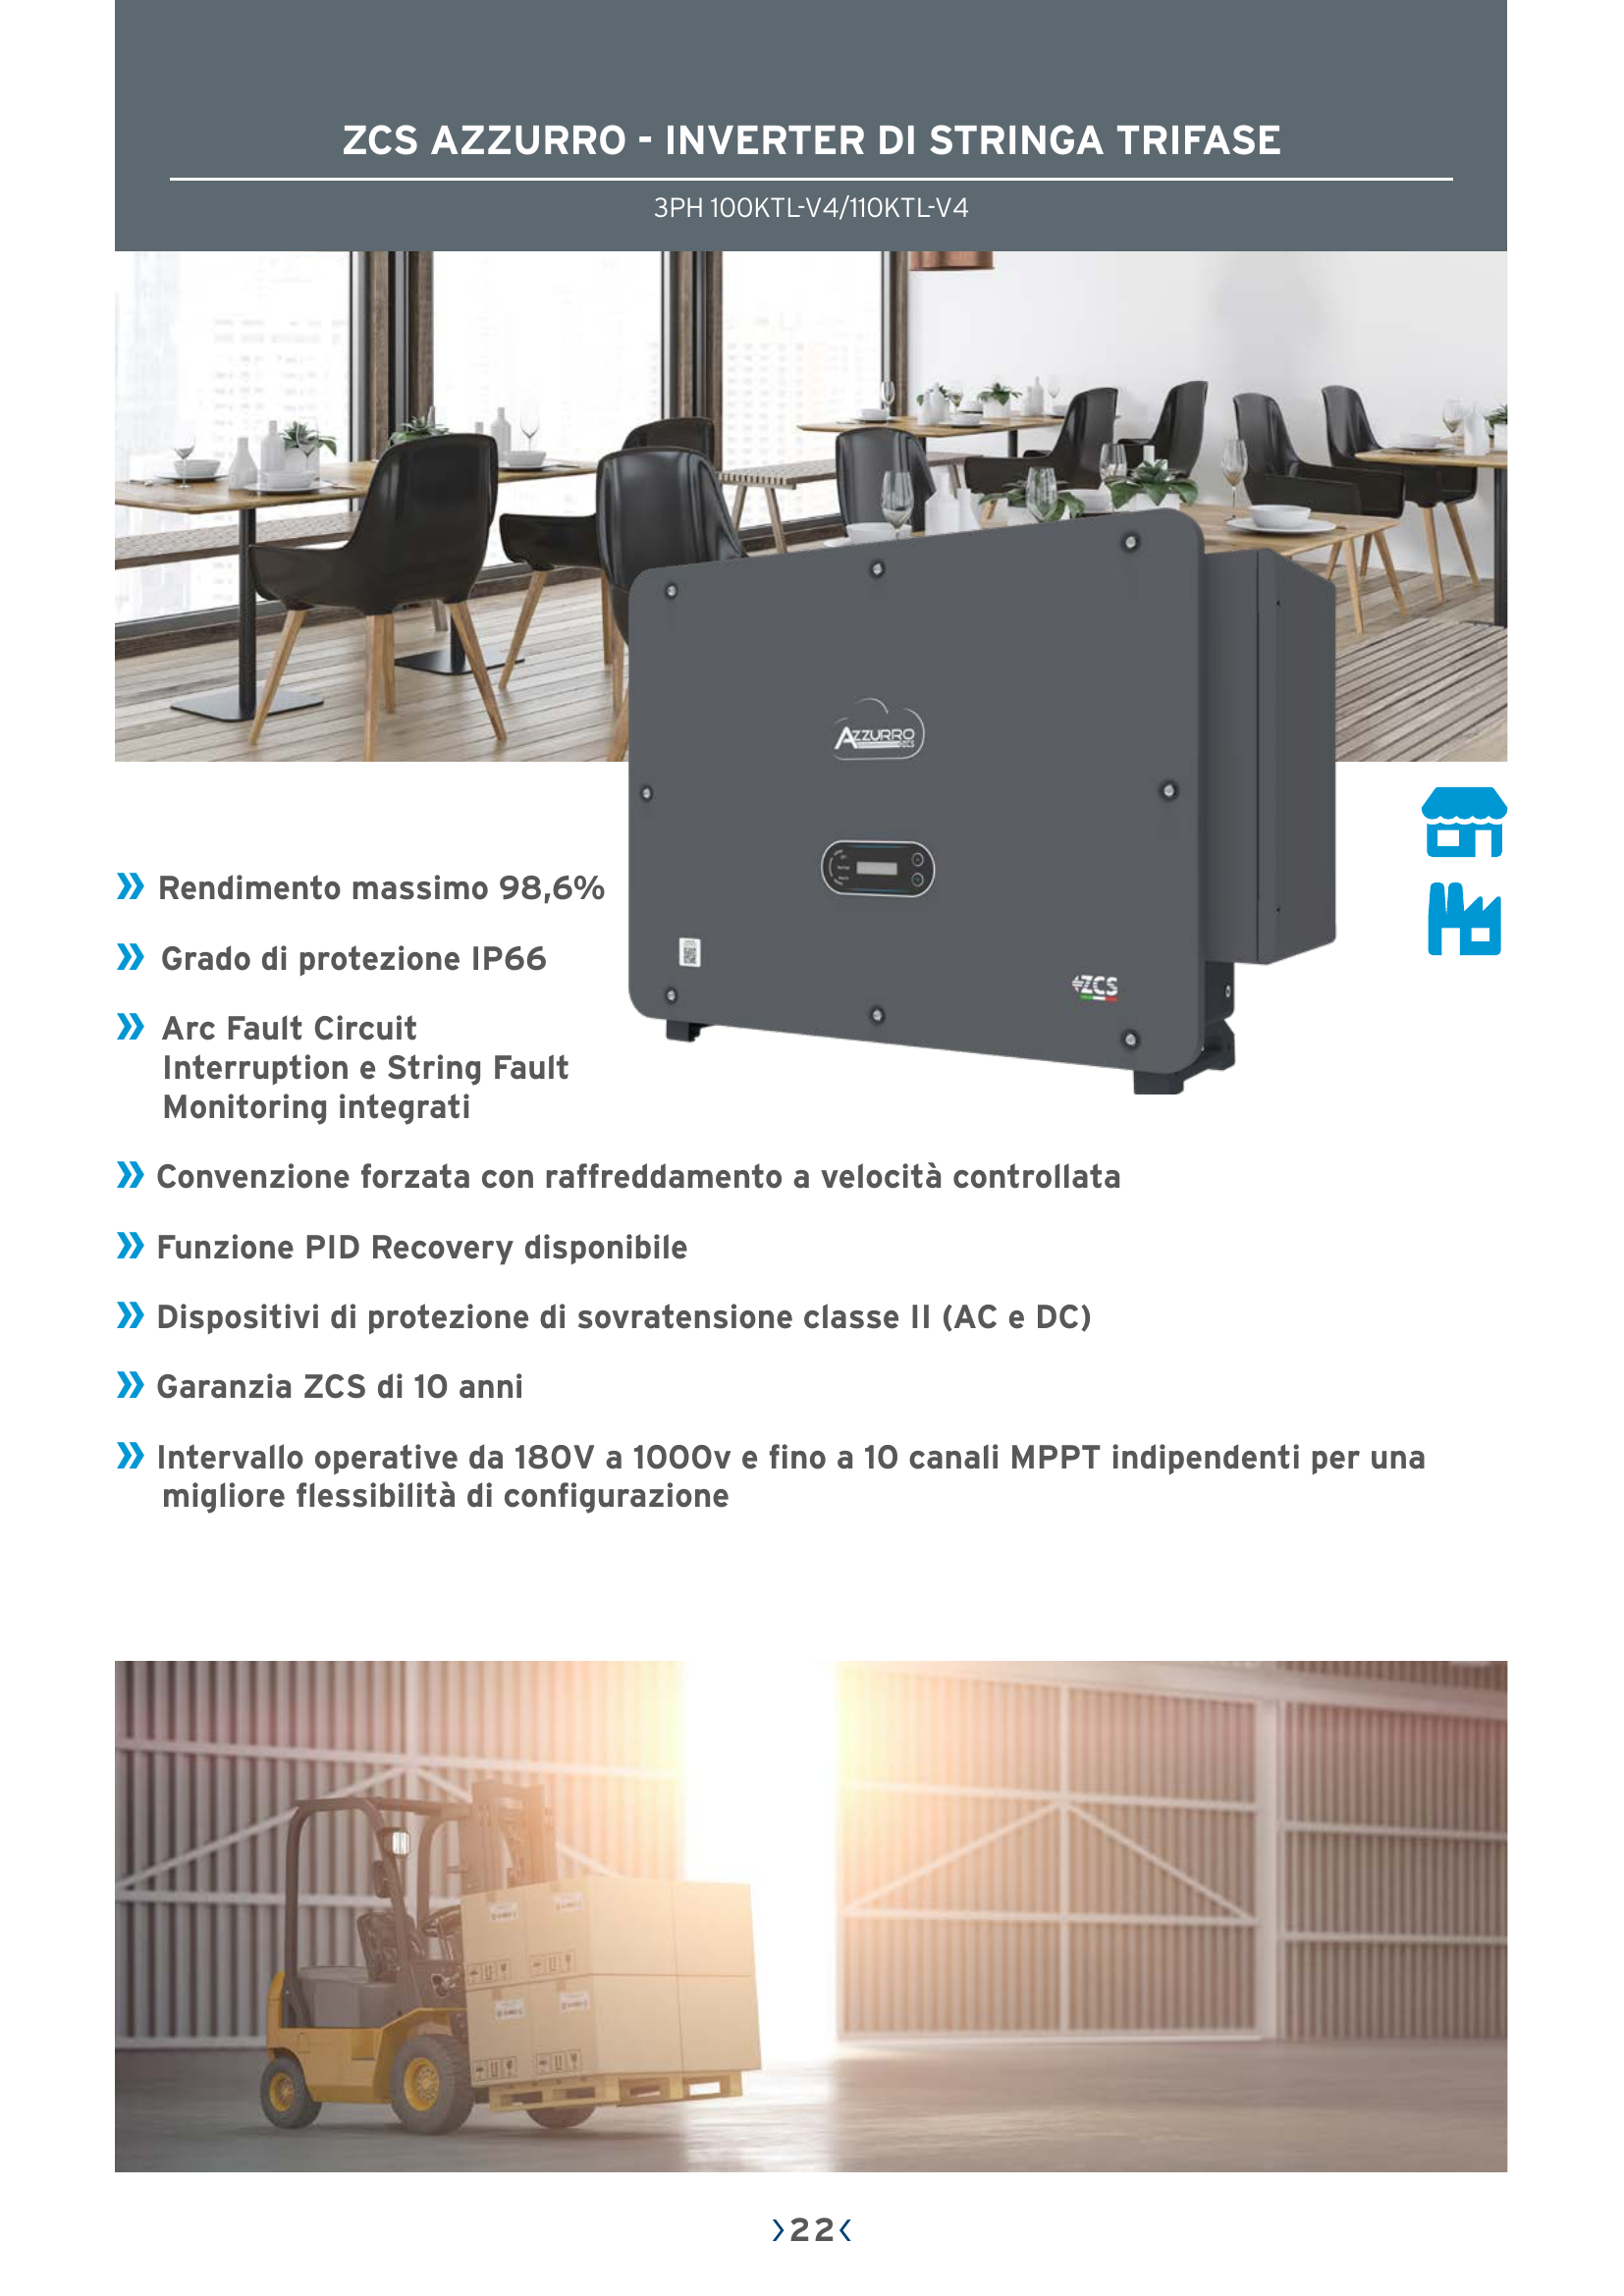 ZCS AZZURRO - INVERTER DI STRINGA TRIFASE
3PH 100KTL-V4/110KTL-V4
AZZURRO
ZCS
ZCS
» Rendimento massimo 98,6%
» Grado di protezione IP66
» Arc Fault Circuit
Interruption e String Fault
Monitoring integrati
» Convenzione forzata con raffreddamento a velocità controllata
» Funzione PID Recovery disponibile
» Dispositivi di protezione di sovratensione classe II (AC e DC)
» Garanzia ZCS di 10 anni
» Intervallo operative da 180V a 1000v e fino a 10 canali MPPT indipendenti per una
migliore flessibilità di configurazione
›22‹